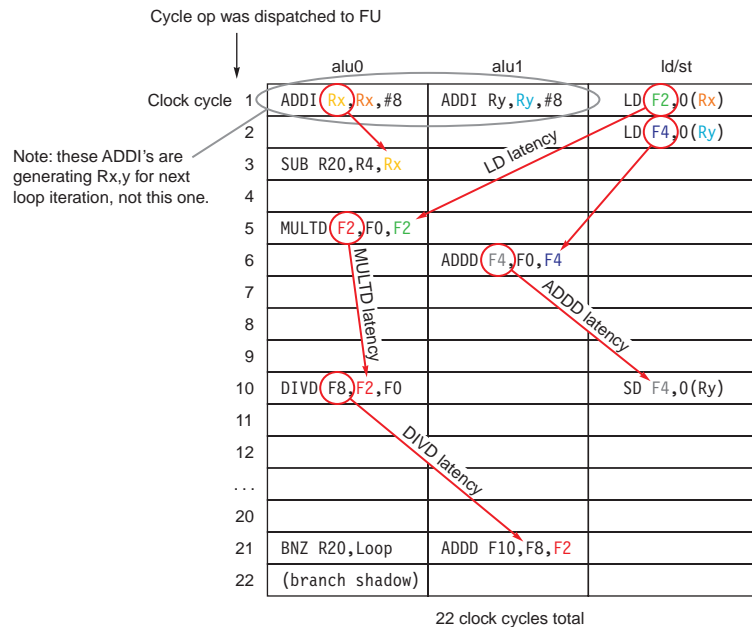 Cycle op was dispatched to FU
alu0 alu1 ld/st
Clock cycle 1 ADDI Rx,Rx,#8 ADDI Ry,Ry,#8 LD F2,0(Rx)
2 LD F4,0(Ry)
Note: these ADDI's are
generating Rx,y for next
loop iteration, not this one.
3 SUB R20,R4,Rx
LD latency
4
5 MULTD F2,F0,F2
6 ADDD F4,F0,F4
7
MULTD latency
ADDD latency
8
9
10 DIVD F8,F2,F0 SD F4,0(Ry)
11
DIVD latency
12
...
20
21 BNZ R20,Loop ADDD F10,F8,F2
22 (branch shadow)
22 clock cycles total